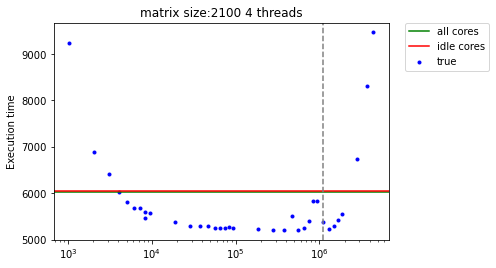 matrix size:2100 4 threads
Execution time
9000
8000
7000
6000
5000
10³
10⁴
10⁵
10⁶
all cores
idle cores
true